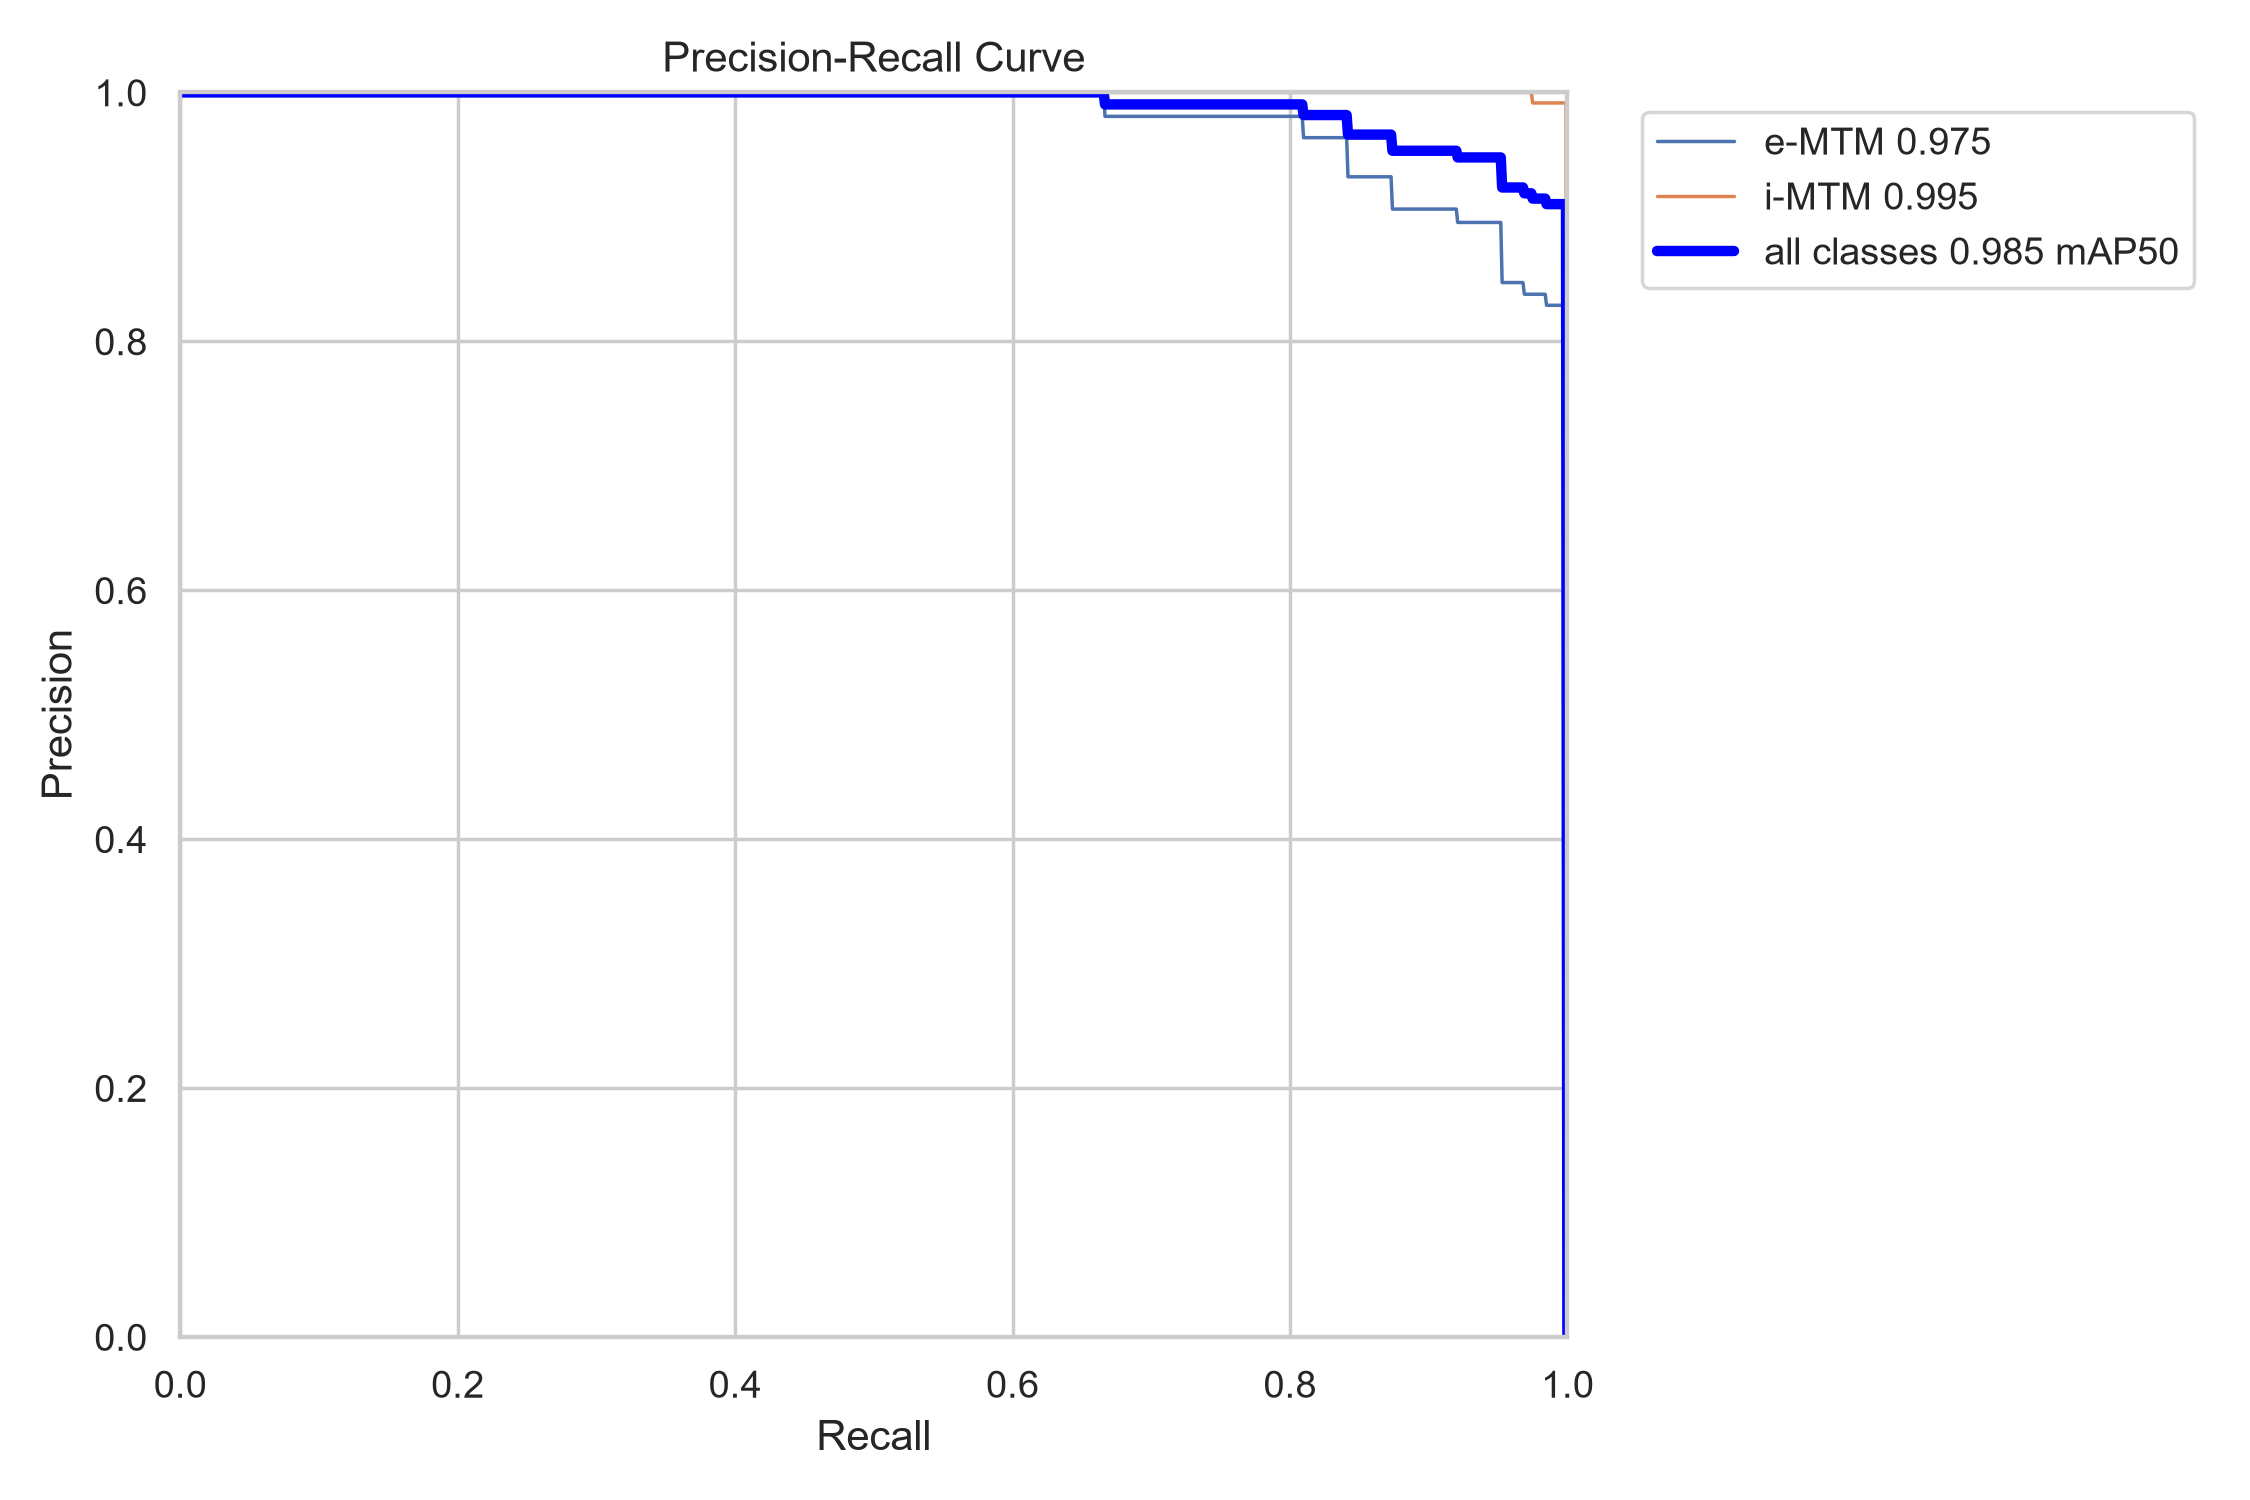 Precision-Recall Curve
1.0
0.8
0.6
0.4
0.2
0.0
Precision
0.0 0.2 0.4 0.6 0.8 1.0
Recall
e-MTM 0.975
i-MTM 0.995
all classes 0.985 mAP50